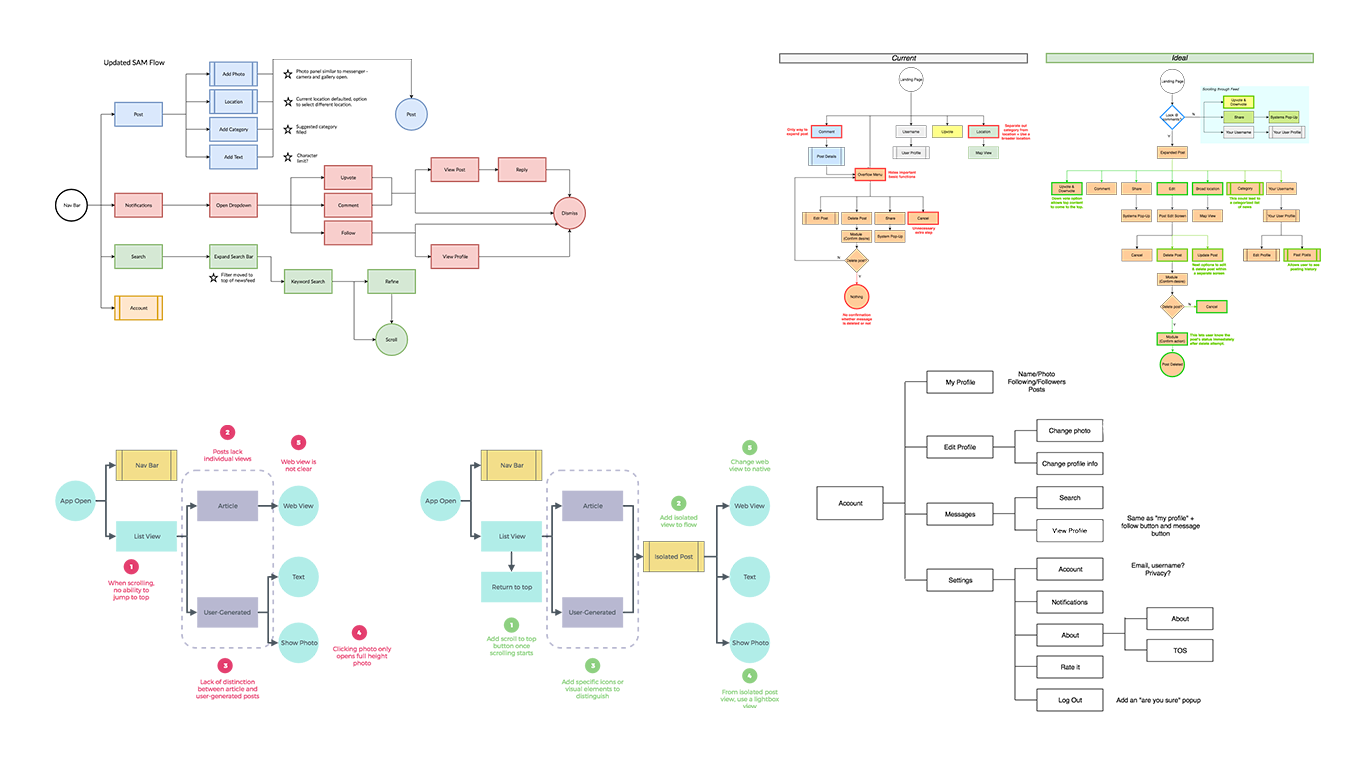 Updated SAM Flow
Nav Bar
Post
Add Photo
Location
Add Category
Add Text
Photo panel similar to messenger -
camera and gallery open.
Current location defaulted, option
to select different location.
Suggested category
filled
Character
limit?
Post
Notifications
Open Dropdown
Upvote
Comment
Follow
View Post
Reply
View Profile
Dismiss
Search
Expand Search Bar
Filter moved to
top of newsfeed
Keyword Search
Refine
Scroll
Account
Current
Landing Page
Only way to
expand post
Comment
Post Details
Username
User Profile
Upvote
Location
Map View
Separate out
category from
location + Use a
broader location
Overflow Menu
Hides important
basic functions
Edit Post
Delete Post
Share
Cancel
Module
(Confirm desire)
System Pop-Up
Unnecessary
extra step
Delete post?
N
Y
Nothing
No confirmation
whether message
is deleted or not
Ideal
Landing Page
Scrolling through Feed
Look @
comments?
N
Y
Upvote &
Downvote
Share
Systems Pop-Up
Your Username
Your User Profile
Expanded Post
Upvote &
Downvote
Comment
Share
Edit
Broad location
Category
Your Username
Down vote option
allows top content
to come to the top.
This could lead to
a categorized list
of news
Systems Pop-Up
Post Edit Screen
Map View
Your User Profile
Cancel
Delete Post
Update Post
Edit Profile
Past Posts
& delete post within
a separate screen
Allows user to see
posting history
Module
(Confirm desire)
Delete post?
N
Cancel
Y
Module
(Confirm action)
This lets user know the
post's status immediately
after delete attempt.
Post Deleted
App Open
Nav Bar
List View
1
When scrolling,
no ability to
jump to top
2
Posts lack
individual views
Article
User-Generated
3
Lack of distinction
between article and
user-generated posts
5
Web view is
not clear
Web View
Text
Show Photo
4
Clicking photo only
opens full height
photo
App Open
Nav Bar
List View
Return to top
1
Add scroll to top
button once
scrolling starts
Article
User-Generated
3
Add specific icons or
visual elements to
distinguish
2
Add isolated
view to flow
Isolated Post
5
Change web
view to native
Web View
Text
Show Photo
4
From isolated post
view, use a lightbox
view
Account
My Profile
Name/Photo
Following/Followers
Posts
Edit Profile
Change photo
Change profile info
Messages
Search
View Profile
Same as "my profile" +
follow button and message
button
Settings
Account
Email, username?
Privacy?
Notifications
About
About
TOS
Rate it
Log Out
Add an "are you sure" popup